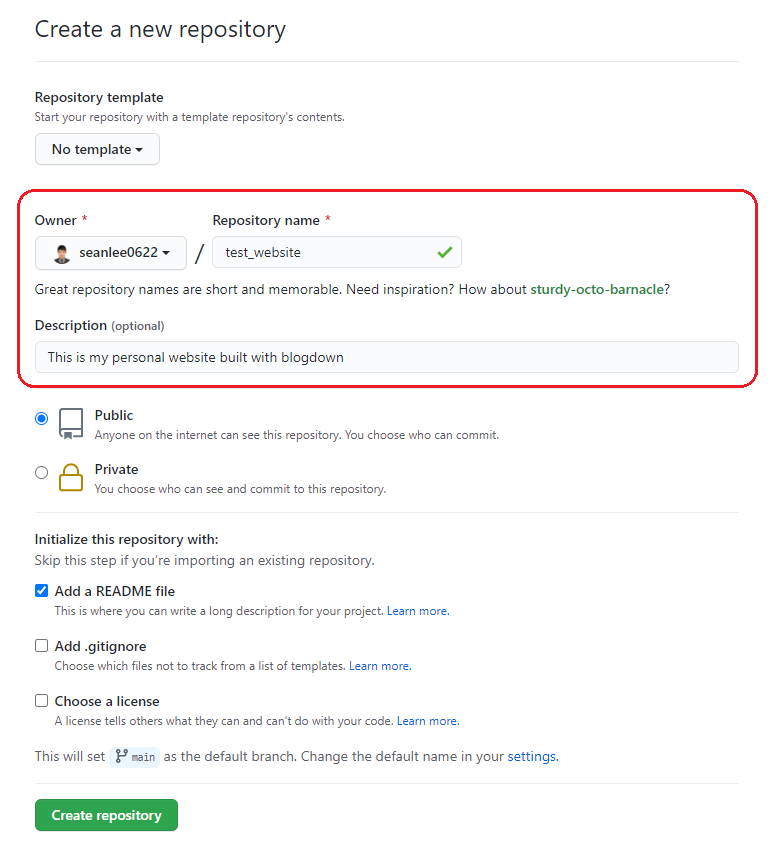 Create a new repository
Repository template
Start your repository with a template repository's contents.
No template
Owner *
Repository name *
seanlee0622
/
test_website
Great repository names are short and memorable. Need inspiration? How about sturdy-octo-barnacle?
Description (optional)
This is my personal website built with blogdown
Public
Anyone on the internet can see this repository. You choose who can commit.
Private
You choose who can see and commit to this repository.
Initialize this repository with:
Skip this step if you're importing an existing repository.
Add a README file
This is where you can write a long description for your project. Learn more.
Add .gitignore
Choose which files not to track from a list of templates. Learn more.
Choose a license
A license tells others what they can and can't do with your code. Learn more.
This will set main as the default branch. Change the default name in your settings.
Create repository